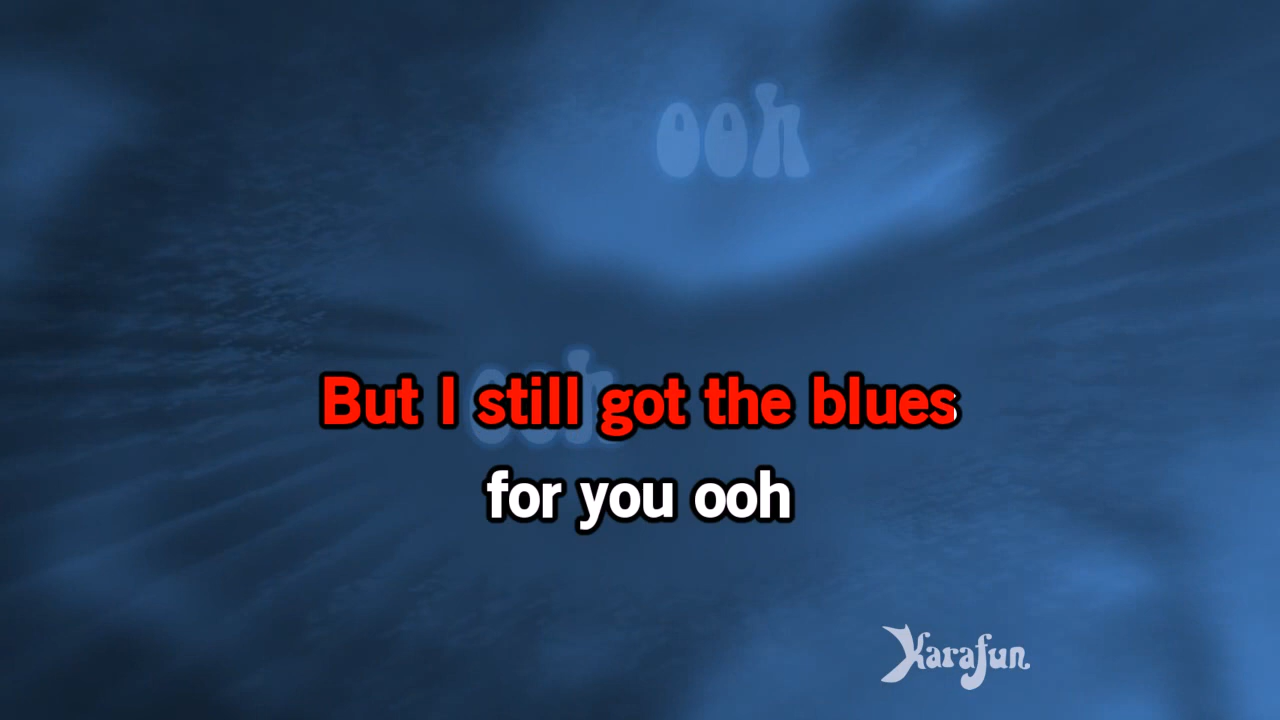 ooh
ooh
But I still got the blues
for you ooh
Karafun